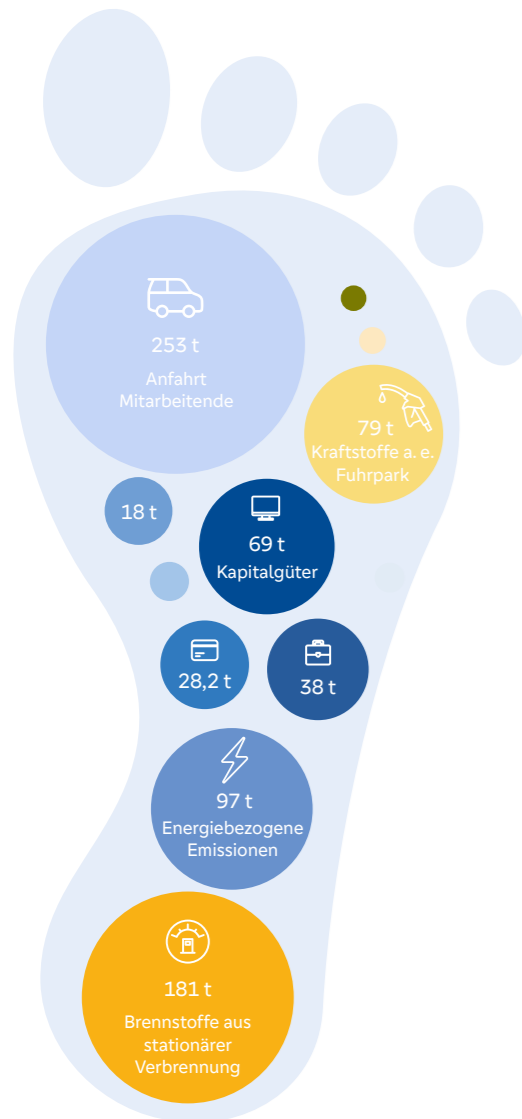 253 t
Anfahrt
Mitarbeitende
79 t
Kraftstoffe a. e.
Fuhrpark
18 t
69 t
Kapitalgüter
28,2 t
38 t
97 t
Energiebezogene
Emissionen
181 t
Brennstoffe aus
stationärer
Verbrennung